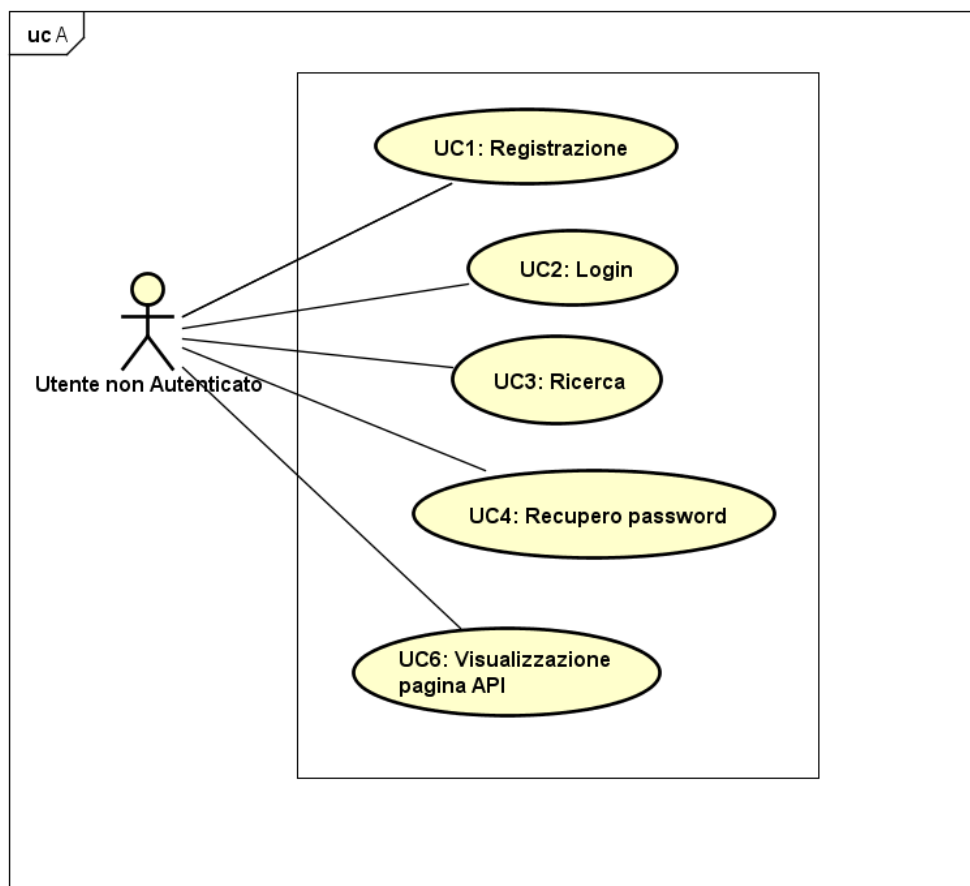 uc A
UC1: Registrazione
UC2: Login
UC3: Ricerca
Utente non Autenticato
UC4: Recupero password
UC6: Visualizzazione
pagina API